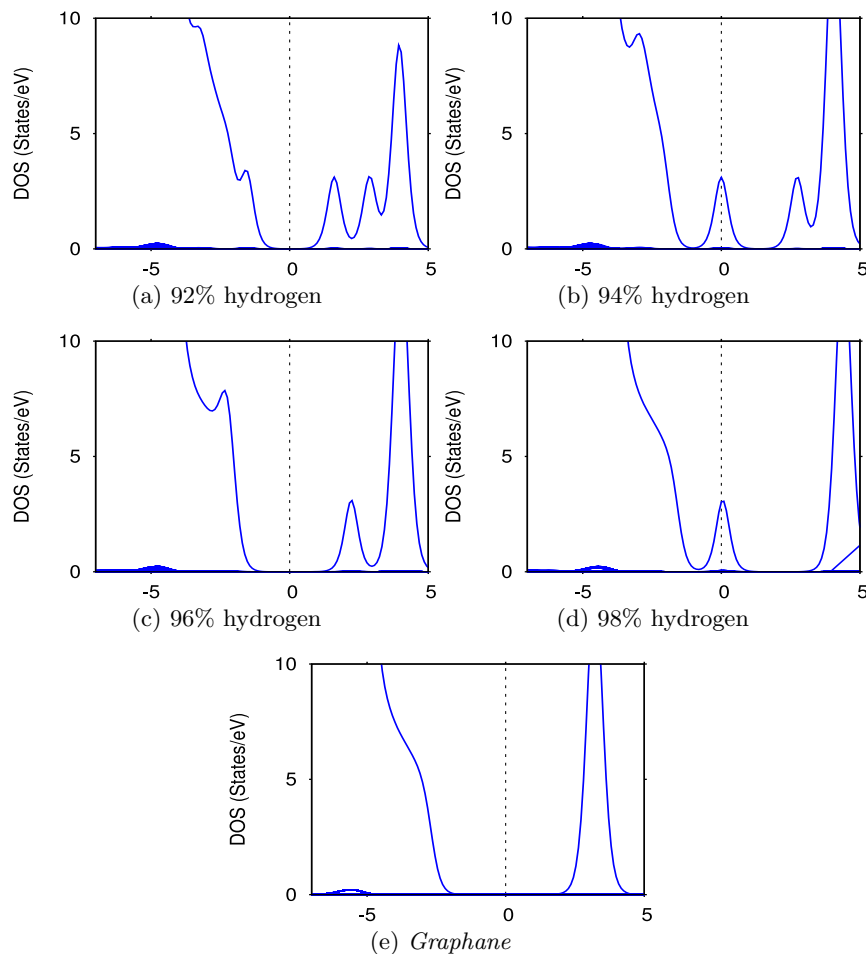 10
5
0
DOS (States/eV)
-5 0 5
(a) 92% hydrogen
10
5
0
DOS (States/eV)
-5 0 5
(b) 94% hydrogen
10
5
0
DOS (States/eV)
-5 0 5
(c) 96% hydrogen
10
5
0
DOS (States/eV)
-5 0 5
(d) 98% hydrogen
10
5
0
DOS (States/eV)
-5 0 5
(e) Graphane